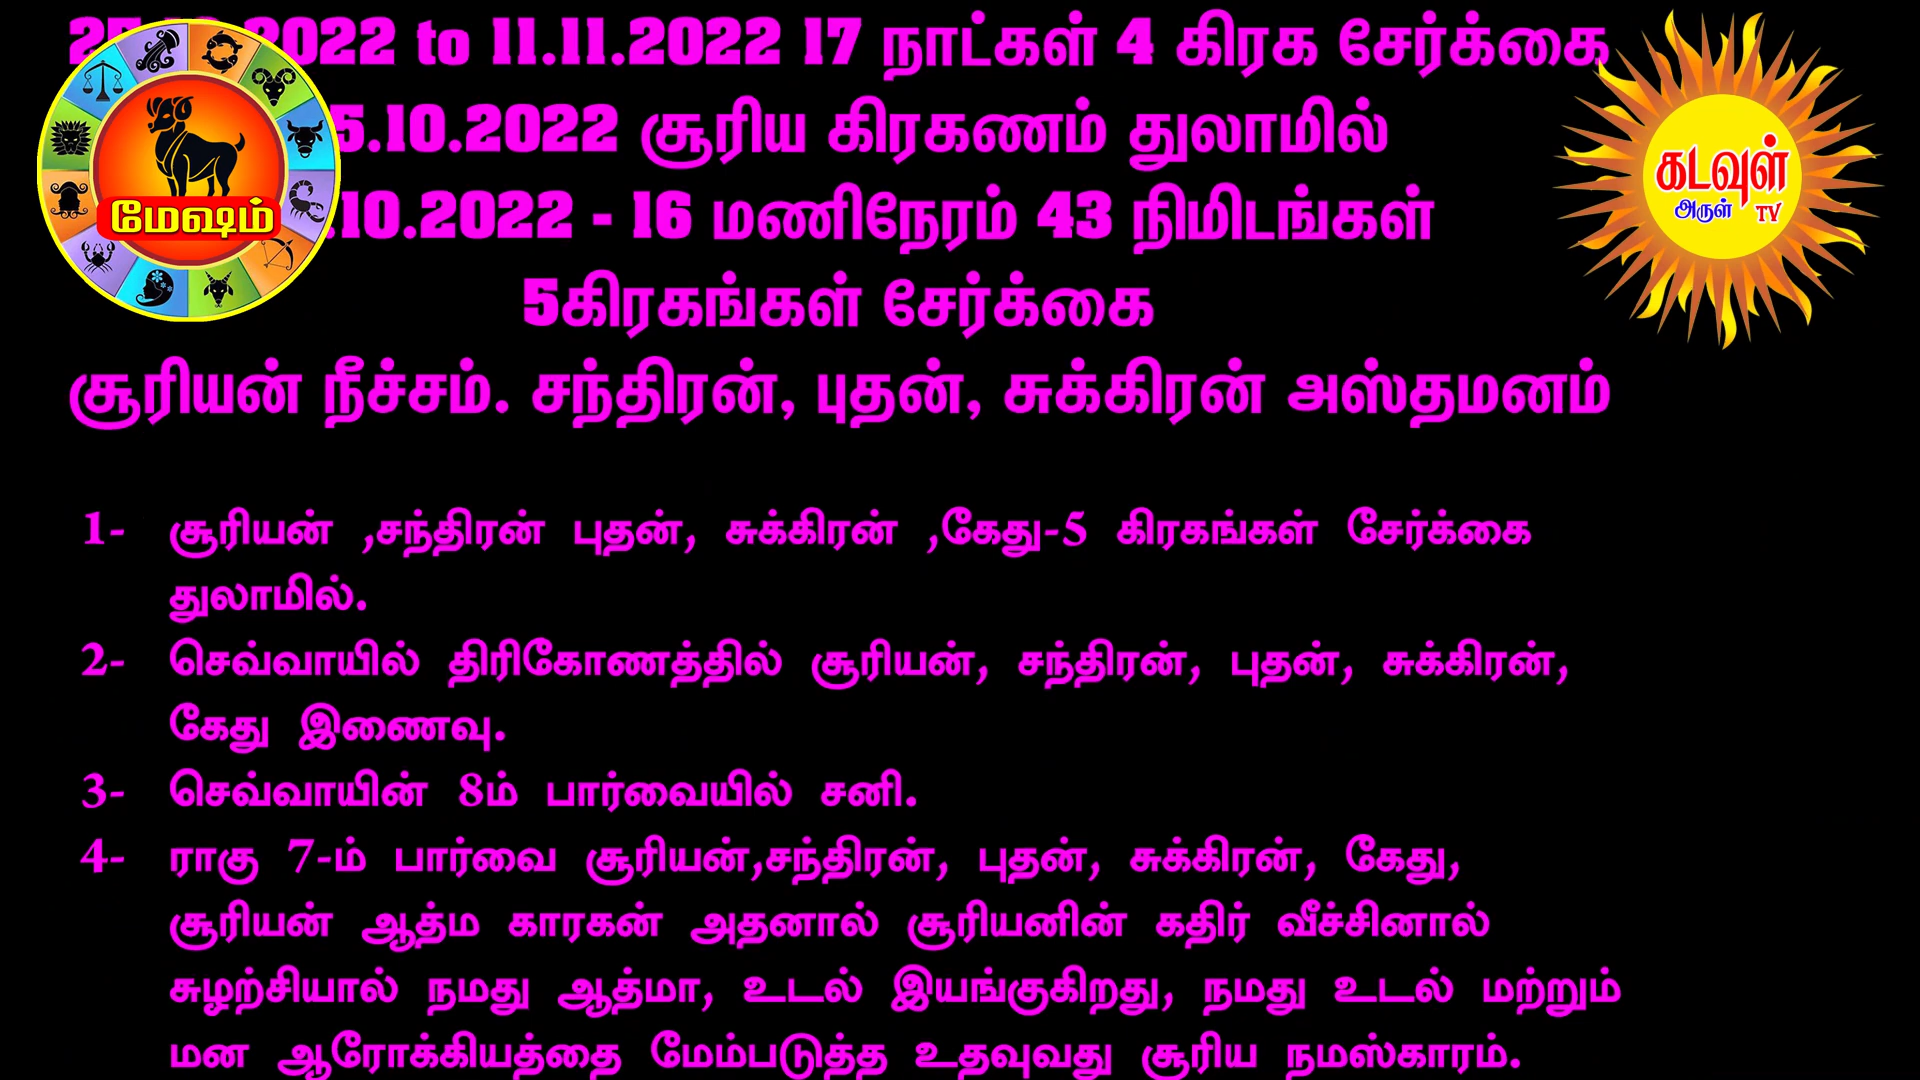 2022 to 11.11.2022 17 நாட்கள் 4 கிரக சேர்க்கை
5.10.2022 சூரிய கிரகணம் துலாமில்
.10.2022 - 16 மணிநேரம் 43 நிமிடங்கள்
5கிரகங்கள் சேர்க்கை
சூரியன் நீச்சம். சந்திரன், புதன், சுக்கிரன் அஸ்தமனம்
மேஷம்
கடவுள்
அருள் TV
1- சூரியன் ,சந்திரன் புதன், சுக்கிரன் ,கேது-5 கிரகங்கள் சேர்க்கை
துலாமில்.
2- செவ்வாயில் திரிகோணத்தில் சூரியன், சந்திரன், புதன், சுக்கிரன்,
கேது இணைவு.
3- செவ்வாயின் 8ம் பார்வையில் சனி.
4- ராகு 7-ம் பார்வை சூரியன்,சந்திரன், புதன், சுக்கிரன், கேது,
சூரியன் ஆத்ம காரகன் அதனால் சூரியனின் கதிர் வீச்சினால்
சுழற்சியால் நமது ஆத்மா, உடல் இயங்குகிறது, நமது உடல் மற்றும்
மன ஆரோக்கியத்தை மேம்படுத்த உதவுவது சூரிய நமஸ்காரம்.